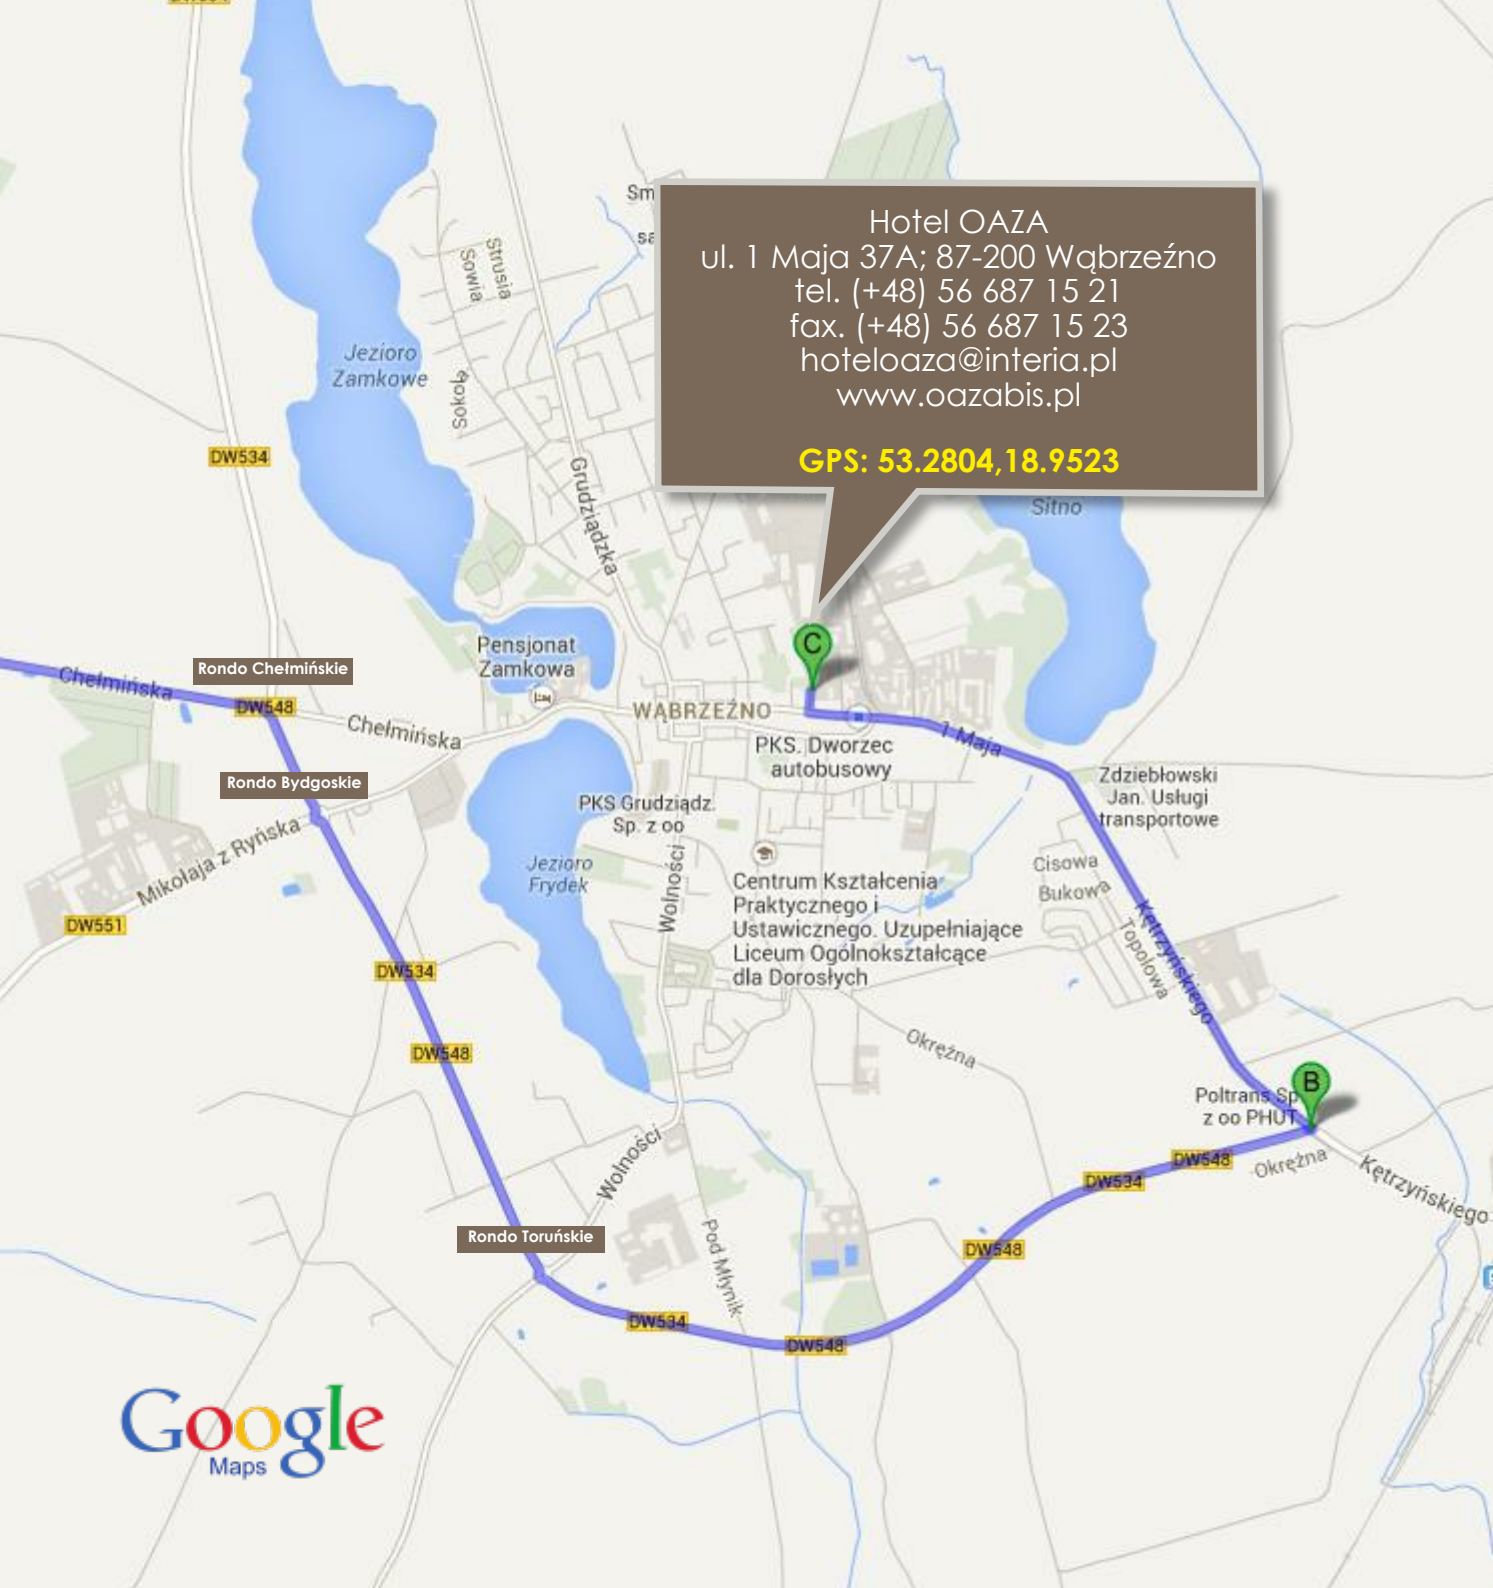 Hotel OAZA
ul. 1 Maja 37A; 87-200 Wąbrzeźno
tel. (+48) 56 687 15 21
fax. (+48) 56 687 15 23
hoteloaza@interia.pl
www.oazabis.pl
GPS: 53.2804,18.9523
Sm
Strusia
Sowia
Sokola
Jezioro
Zamkowe
DW534
Grudziądzka
Sitno
C
Pensjonat
Zamkowa
Rondo Chełmińskie
Chełmińska
DW548
Chełmińska
WĄBRZEŹNO
1 Maja
PKS. Dworzec
autobusowy
Zdziebłowski
Jan. Usługi
transportowe
Rondo Bydgoskie
PKS Grudziądz.
Sp. z oo
Mikołaja z Ryńska
Jezioro
Frydek
Wolności
Cisowa
Bukowa
Topolowa
Kętrzyńskiego
Centrum Kształcenia
Praktycznego i
Ustawicznego. Uzupełniające
Liceum Ogólnokształcące
dla Dorosłych
DW551
DW534
DW548
Okrężna
B
Poltrans Sp
z oo PHUT
Wolności
DW548
Okrężna
DW534
Kętrzyńskiego
Rondo Toruńskie
Pod Młynik
DW548
DW534
DW548
Google
Maps